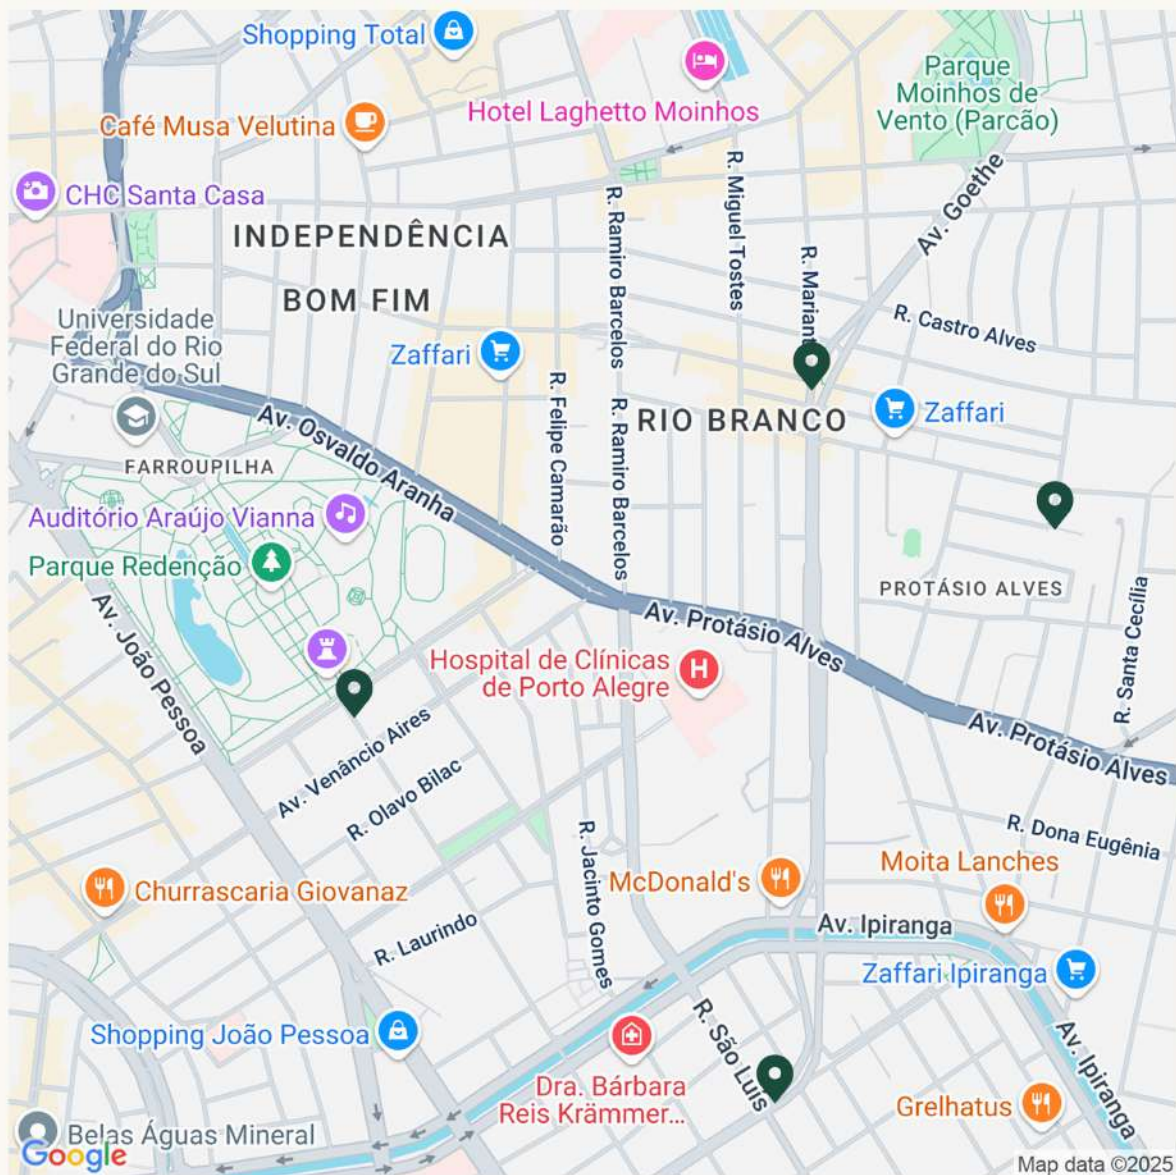 Shopping Total
Hotel Laghetto Moinhos
Parque
Moinhos de
Vento (Parcão)
Café Musa Velutina
CHC Santa Casa
R. Ramiro Barcelos
R. Miguel Tostes
Av. Goethe
INDEPENDÊNCIA
BOM FIM
R. Mariant
R. Castro Alves
Universidade
Federal do Rio
Grande do Sul
Zaffari
R. Felipe Camarão
R. Ramiro Barcelos
RIO BRANCO
Zaffari
Av. Osvaldo Aranha
FARROUPILHA
Auditório Araújo Vianna
Parque Redenção
PROTÁSIO ALVES
Av. João Pessoa
Av. Protásio Alves
R. Santa Cecília
Hospital de Clínicas
de Porto Alegre
H
Av. Protásio Alves
Av. Venâncio Aires
R. Olavo Bilac
R. Dona Eugênia
R. Jacinto Gomes
McDonald's
Moita Lanches
Churrascaria Giovanaz
Av. Ipiranga
R. Laurindo
Zaffari Ipiranga
Shopping João Pessoa
R. São Luis
Av. Ipiranga
Dra. Bárbara
Reis Krämmer...
Grelhatus
Belas Águas Mineral
Google
Map data ©2025